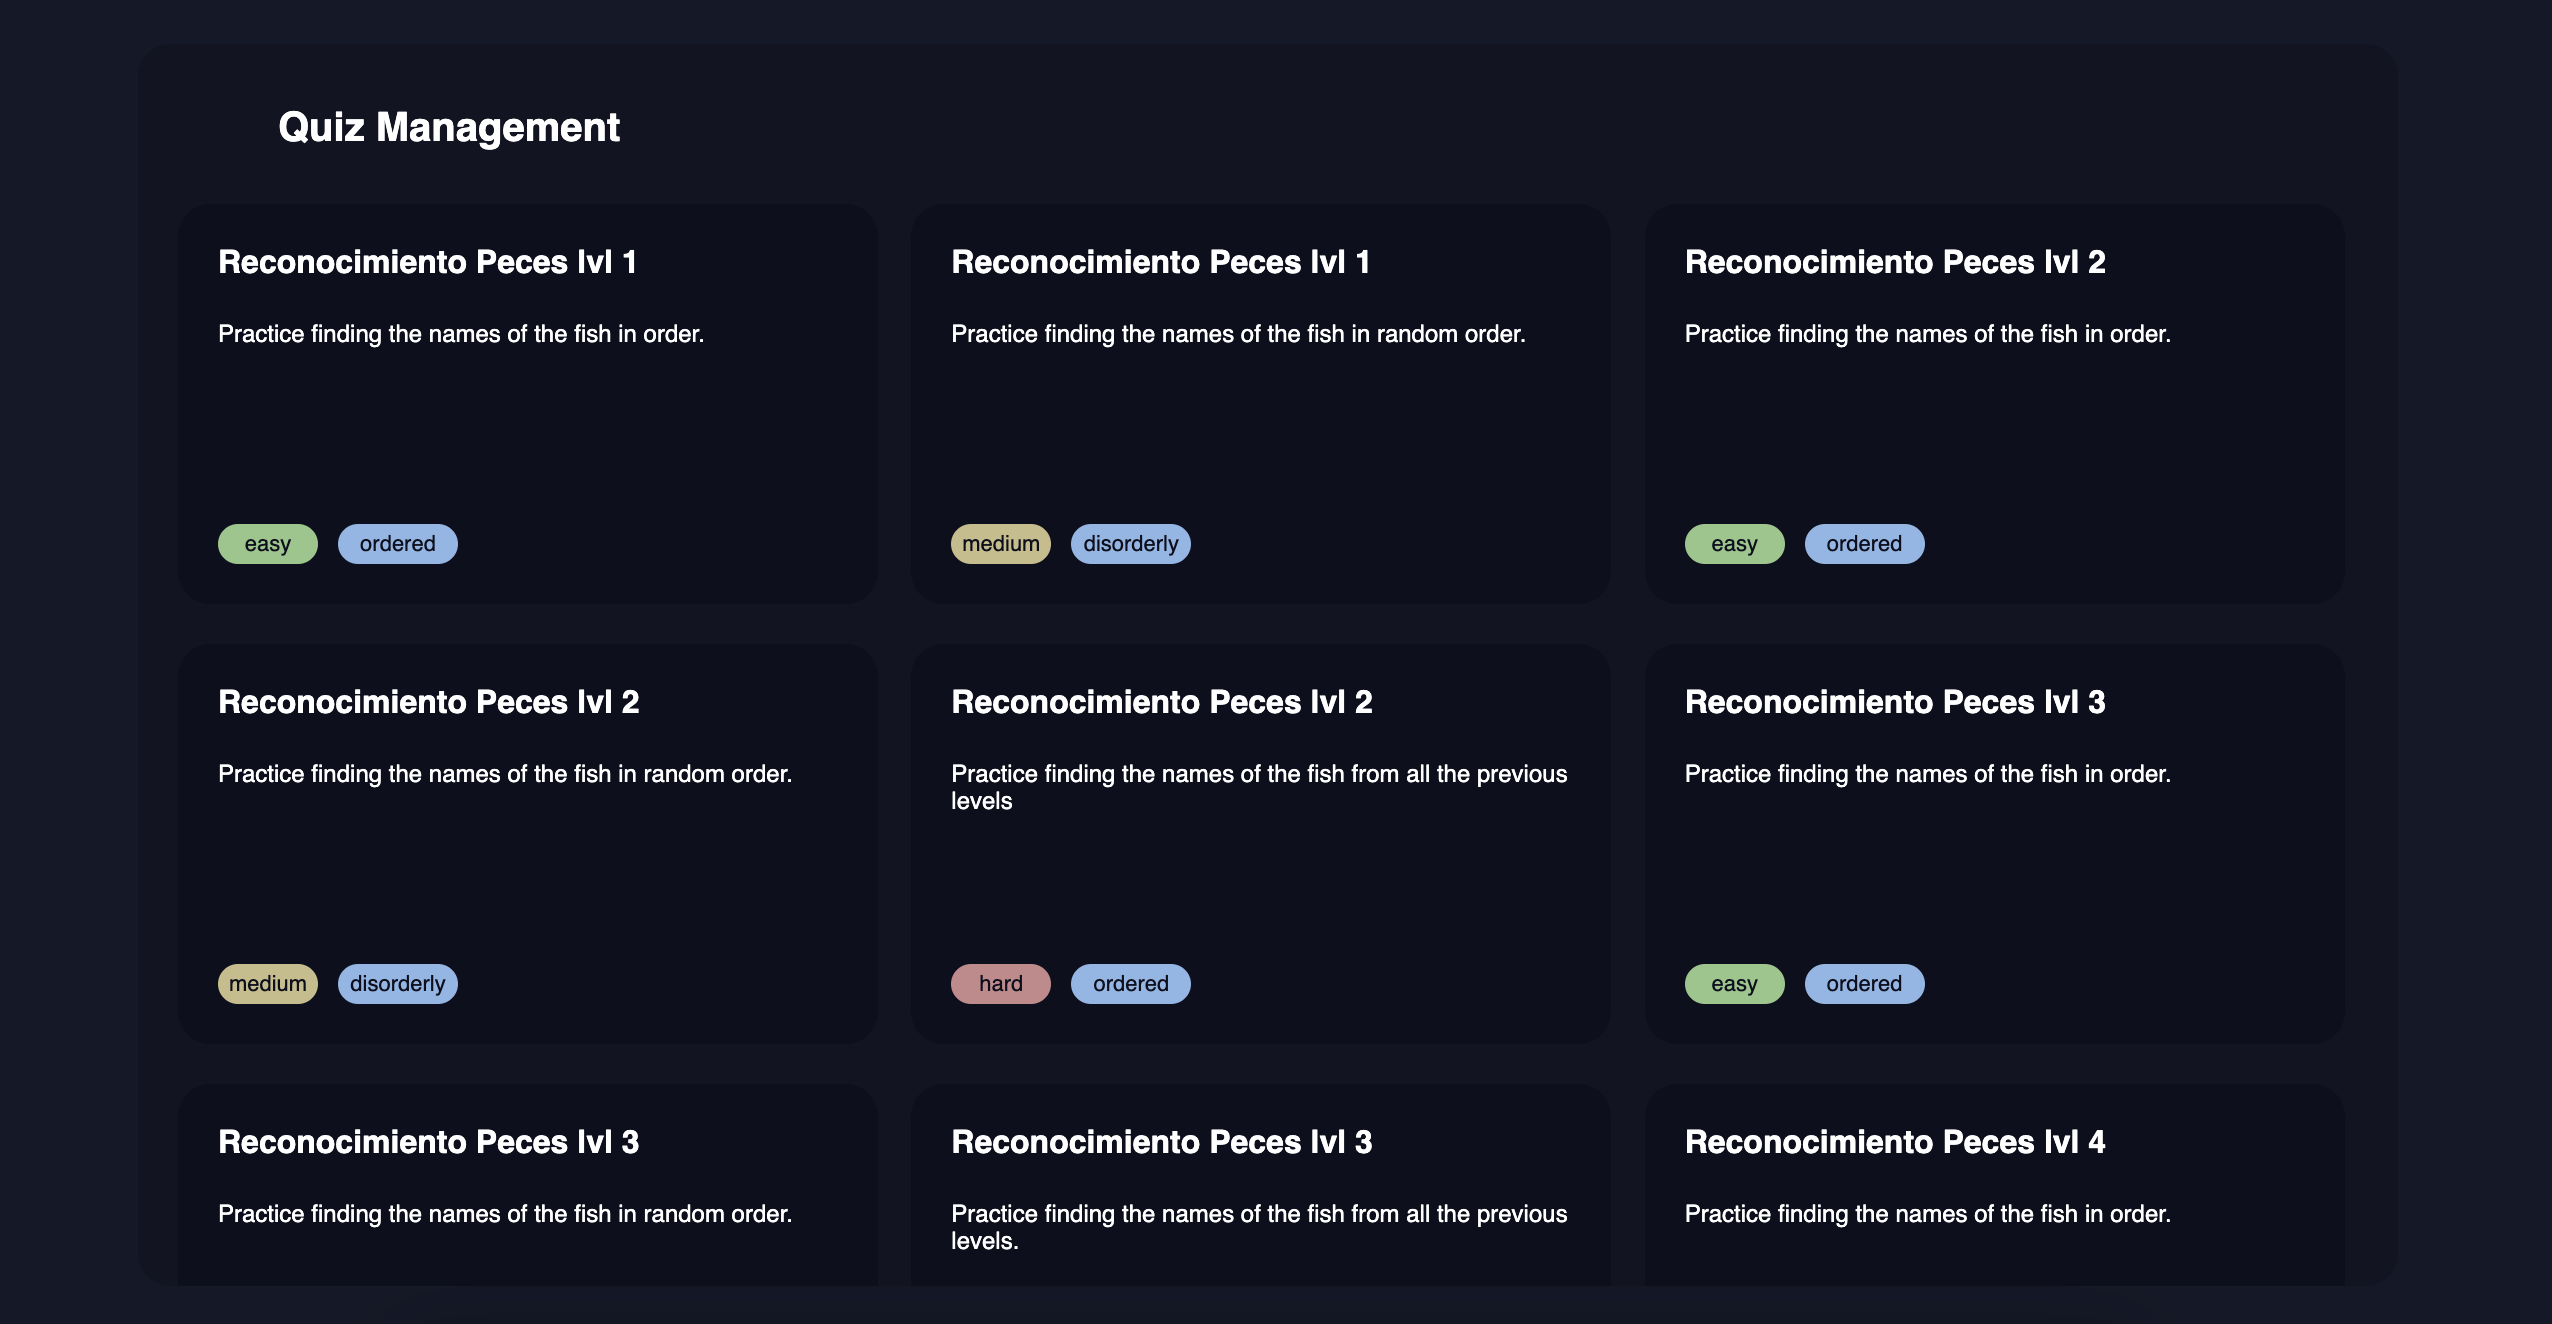 Quiz Management
Reconocimiento Peces lvl 1
Practice finding the names of the fish in order.
easy
ordered
Reconocimiento Peces lvl 1
Practice finding the names of the fish in random order.
medium
disorderly
Reconocimiento Peces lvl 2
Practice finding the names of the fish in order.
easy
ordered
Reconocimiento Peces lvl 2
Practice finding the names of the fish in random order.
medium
disorderly
Reconocimiento Peces lvl 2
Practice finding the names of the fish from all the previous
levels
hard
ordered
Reconocimiento Peces lvl 3
Practice finding the names of the fish in order.
easy
ordered
Reconocimiento Peces lvl 3
Practice finding the names of the fish in random order.
Reconocimiento Peces lvl 3
Practice finding the names of the fish from all the previous
levels.
Reconocimiento Peces lvl 4
Practice finding the names of the fish in order.